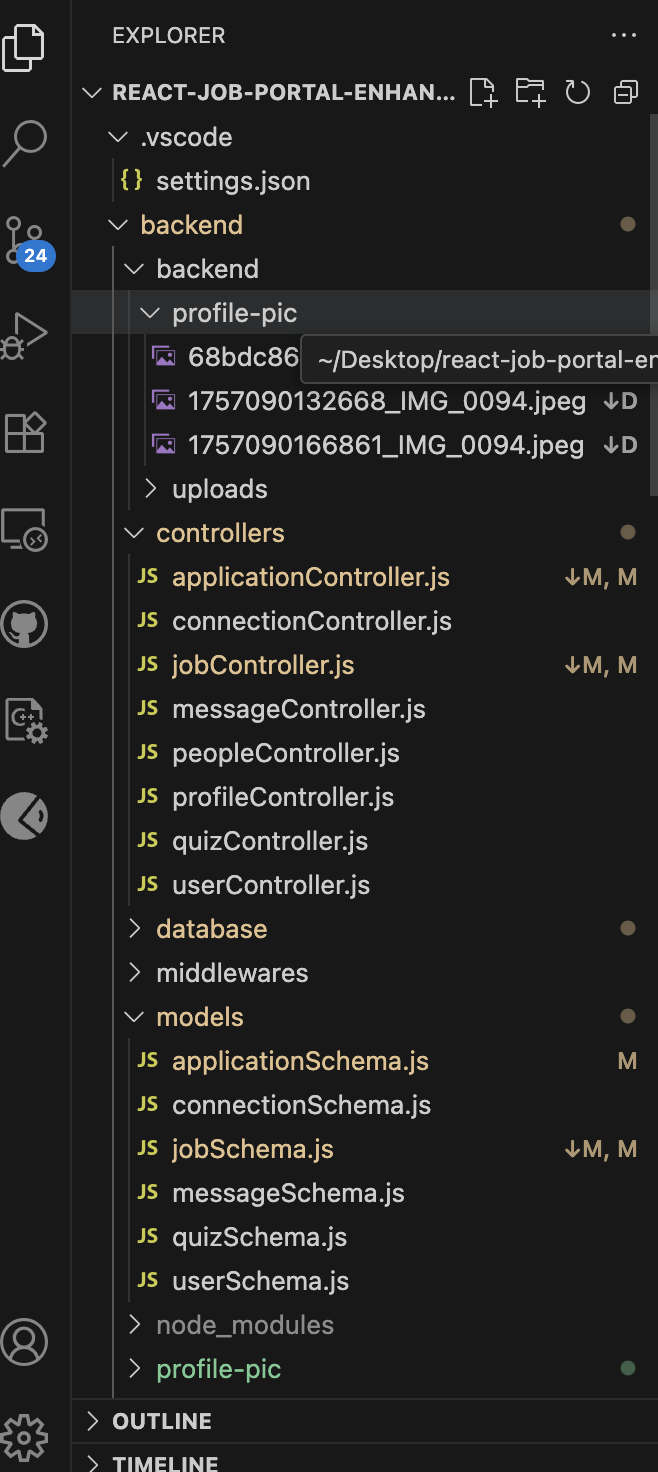 EXPLORER
REACT-JOB-PORTAL-ENHAN...
.vscode
{} settings.json
backend
24
backend
profile-pic
68bdc86
~/Desktop/react-job-portal-en
1757090132668_IMG_0094.jpeg ↓D
1757090166861_IMG_0094.jpeg ↓D
uploads
controllers
JS applicationController.js ↓M, M
JS connectionController.js
JS jobController.js ↓M, M
JS messageController.js
JS peopleController.js
JS profileController.js
JS quizController.js
JS userController.js
database
middlewares
models
JS applicationSchema.js M
JS connectionSchema.js
JS jobSchema.js ↓M, M
JS messageSchema.js
JS quizSchema.js
JS userSchema.js
node_modules
profile-pic
OUTLINE
TIMELINE
C++